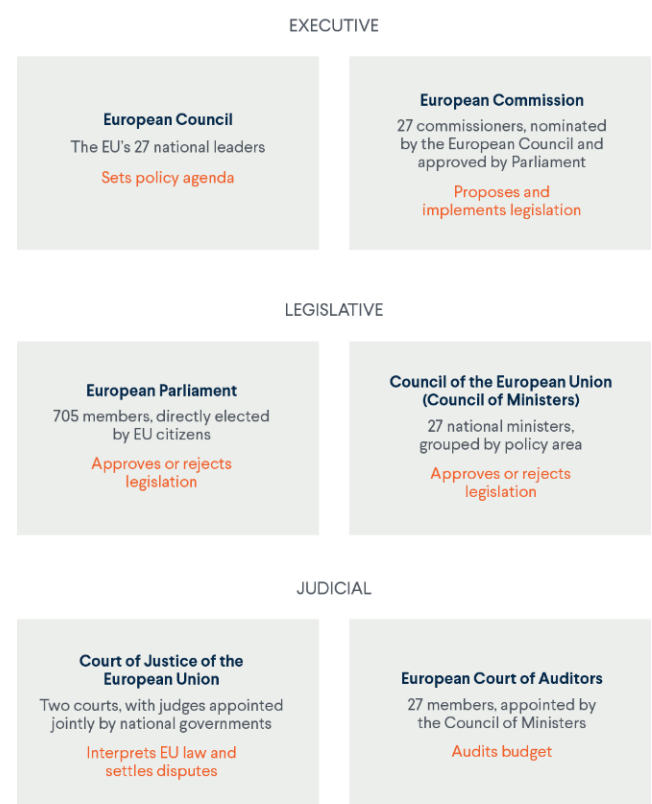 EXECUTIVE
European Council
The EU's 27 national leaders
Sets policy agenda
European Commission
27 commissioners, nominated
by the European Council and
approved by Parliament
Proposes and
implements legislation
LEGISLATIVE
European Parliament
705 members, directly elected
by EU citizens
Approves or rejects
legislation
Council of the European Union
(Council of Ministers)
27 national ministers,
grouped by policy area
Approves or rejects
legislation
JUDICIAL
Court of Justice of the
European Union
Two courts, with judges appointed
jointly by national governments
Interprets EU law and
settles disputes
European Court of Auditors
27 members, appointed by
the Council of Ministers
Audits budget